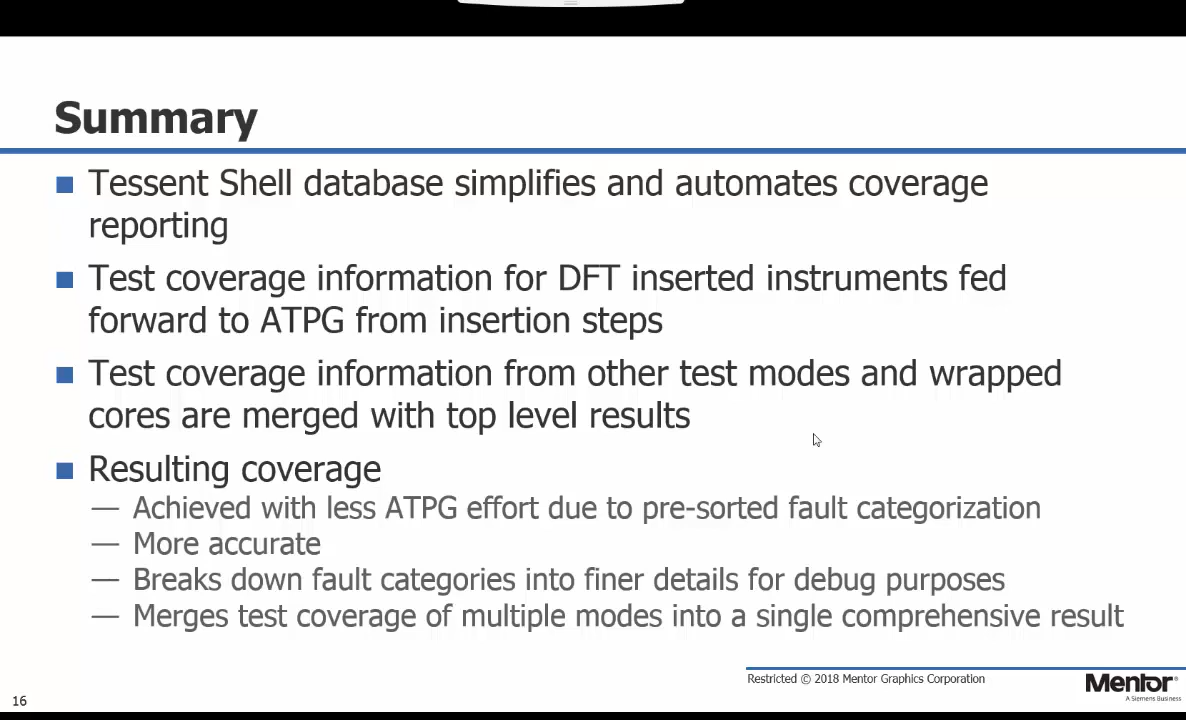 Summary
Tessent Shell database simplifies and automates coverage
reporting
Test coverage information for DFT inserted instruments fed
forward to ATPG from insertion steps
Test coverage information from other test modes and wrapped
cores are merged with top level results
Resulting coverage
— Achieved with less ATPG effort due to pre-sorted fault categorization
— More accurate
— Breaks down fault categories into finer details for debug purposes
— Merges test coverage of multiple modes into a single comprehensive result
Restricted © 2018 Mentor Graphics Corporation
Mentor®
A Siemens Business
16